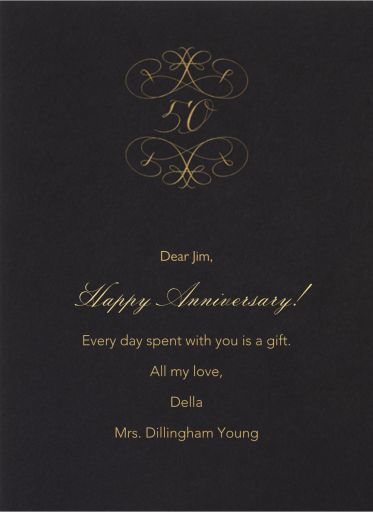 50
Dear Jim,
Happy Anniversary!
Every day spent with you is a gift.
All my love,
Della
Mrs. Dillingham Young